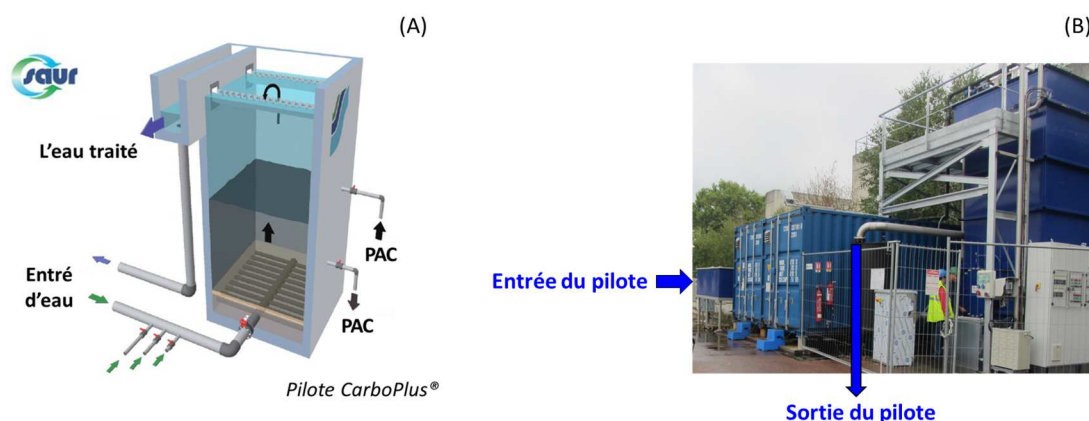 (A)
saur
L'eau traité
Entré
d'eau
PAC
PAC
Pilote CarboPlus®
(B)
Entrée du pilote
Sortie du pilote